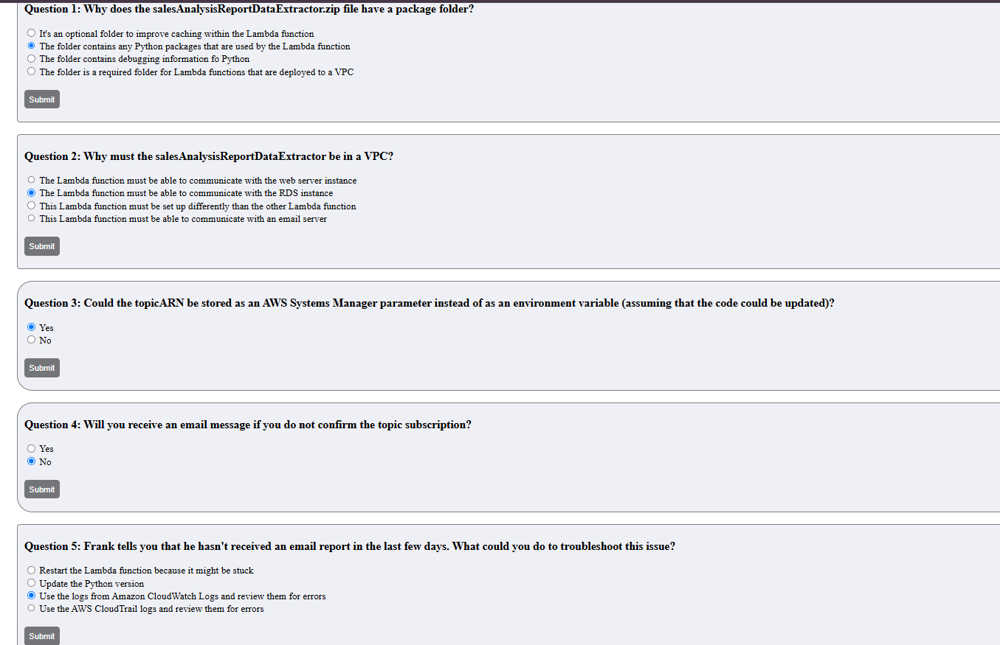 Question 1: Why does the salesAnalysisReportDataExtractor.zip file have a package folder?
It's an optional folder to improve caching within the Lambda function
The folder contains any Python packages that are used by the Lambda function
The folder contains debugging information fo Python
The folder is a required folder for Lambda functions that are deployed to a VPC
Submit
Question 2: Why must the salesAnalysisReportDataExtractor be in a VPC?
The Lambda function must be able to communicate with the web server instance
The Lambda function must be able to communicate with the RDS instance
This Lambda function must be set up differently than the other Lambda function
This Lambda function must be able to communicate with an email server
Submit
Question 3: Could the topicARN be stored as an AWS Systems Manager parameter instead of as an environment variable (assuming that the code could be updated)?
Yes
No
Submit
Question 4: Will you receive an email message if you do not confirm the topic subscription?
Yes
No
Submit
Question 5: Frank tells you that he hasn't received an email report in the last few days. What could you do to troubleshoot this issue?
Restart the Lambda function because it might be stuck
Update the Python version
Use the logs from Amazon CloudWatch Logs and review them for errors
Use the AWS CloudTrail logs and review them for errors
Submit